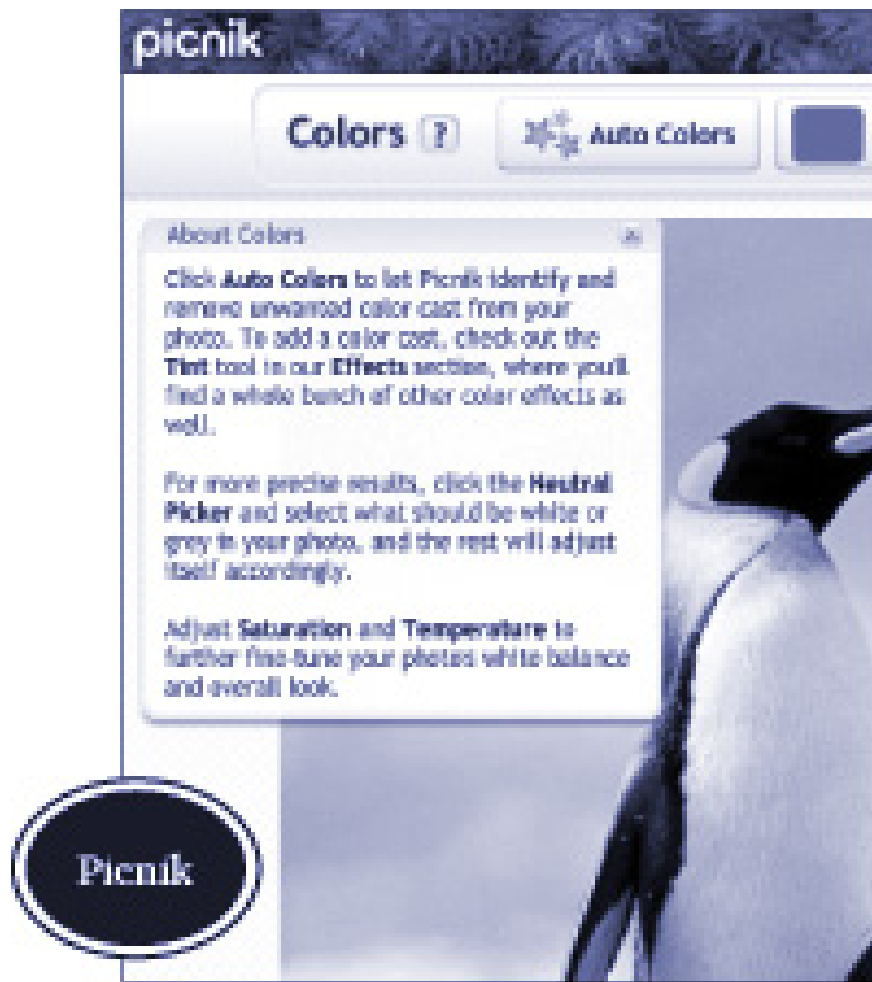 picnik
Colors ? Auto Colors
About Colors
Click Auto Colors to let Picnik identify and
remove unwanted color cast from your
photo. To add a color cast, check out the
Tint tool in our Effects section, where you'll
find a whole bunch of other color effects as
well.
For more precise results, click the Neutral
Picker and select what should be white or
grey in your photo, and the rest will adjust
itself accordingly.
Adjust Saturation and Temperature to
further fine-tune your photos white balance
and overall look.
Picnik